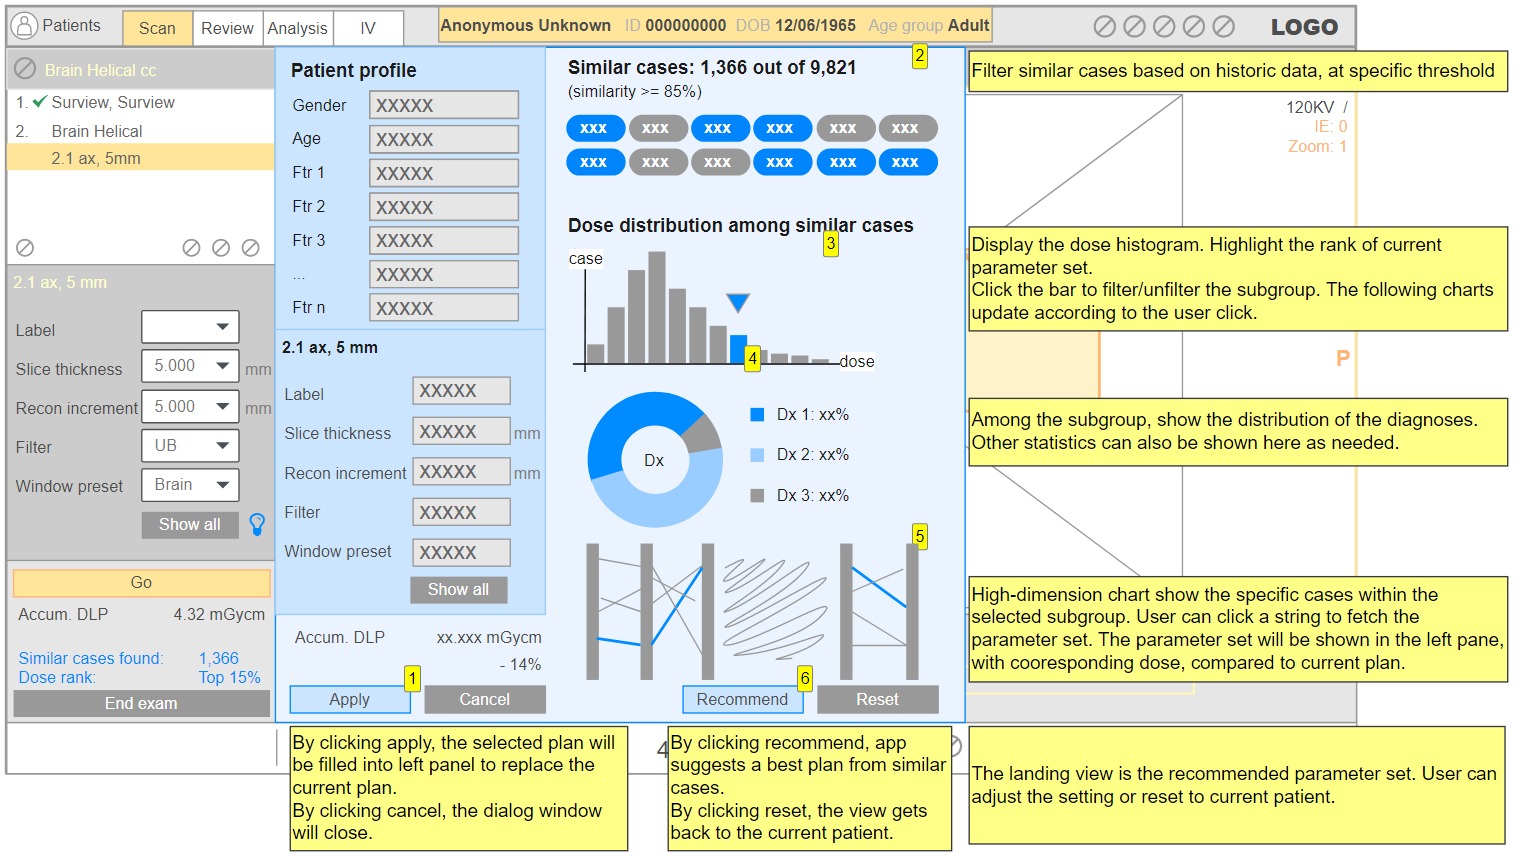 Patients
Scan
Review
Analysis
IV
Anonymous Unknown ID 000000000 DOB 12/06/1965 Age group Adult
LOGO
Brain Helical cc
1. Surview, Surview
2. Brain Helical
2.1 ax, 5mm
2.1 ax, 5 mm
Label
Slice thickness 5.000 mm
Recon increment 5.000 mm
Filter UB
Window preset Brain
Show all
Go
Accum. DLP 4.32 mGycm
Similar cases found: 1,366
Dose rank: Top 15%
End exam
Patient profile
Gender XXXXX
Age XXXXX
Ftr 1 XXXXX
Ftr 2 XXXXX
Ftr 3 XXXXX
... XXXXX
Ftr n XXXXX
2.1 ax, 5 mm
Label XXXXX
Slice thickness XXXXX mm
Recon increment XXXXX mm
Filter XXXXX
Window preset XXXXX
Show all
Accum. DLP xx.xxx mGycm
- 14%
1
Apply
Cancel
Similar cases: 1,366 out of 9,821
2
(similarity >= 85%)
xxx xxx xxx xxx xxx xxx
xxx xxx xxx xxx xxx xxx
Dose distribution among similar cases
3
case
4
dose
Dx
Dx 1: xx%
Dx 2: xx%
Dx 3: xx%
5
6
Recommend
Reset
120KV /
IE: 0
Zoom: 1
P
4
Filter similar cases based on historic data, at specific threshold
Display the dose histogram. Highlight the rank of current
parameter set.
Click the bar to filter/unfilter the subgroup. The following charts
update according to the user click.
Among the subgroup, show the distribution of the diagnoses.
Other statistics can also be shown here as needed.
High-dimension chart show the specific cases within the
selected subgroup. User can click a string to fetch the
parameter set. The parameter set will be shown in the left pane,
with cooresponding dose, compared to current plan.
By clicking apply, the selected plan will
be filled into left panel to replace the
current plan.
By clicking cancel, the dialog window
will close.
By clicking recommend, app
suggests a best plan from similar
cases.
By clicking reset, the view gets
back to the current patient.
The landing view is the recommended parameter set. User can
adjust the setting or reset to current patient.